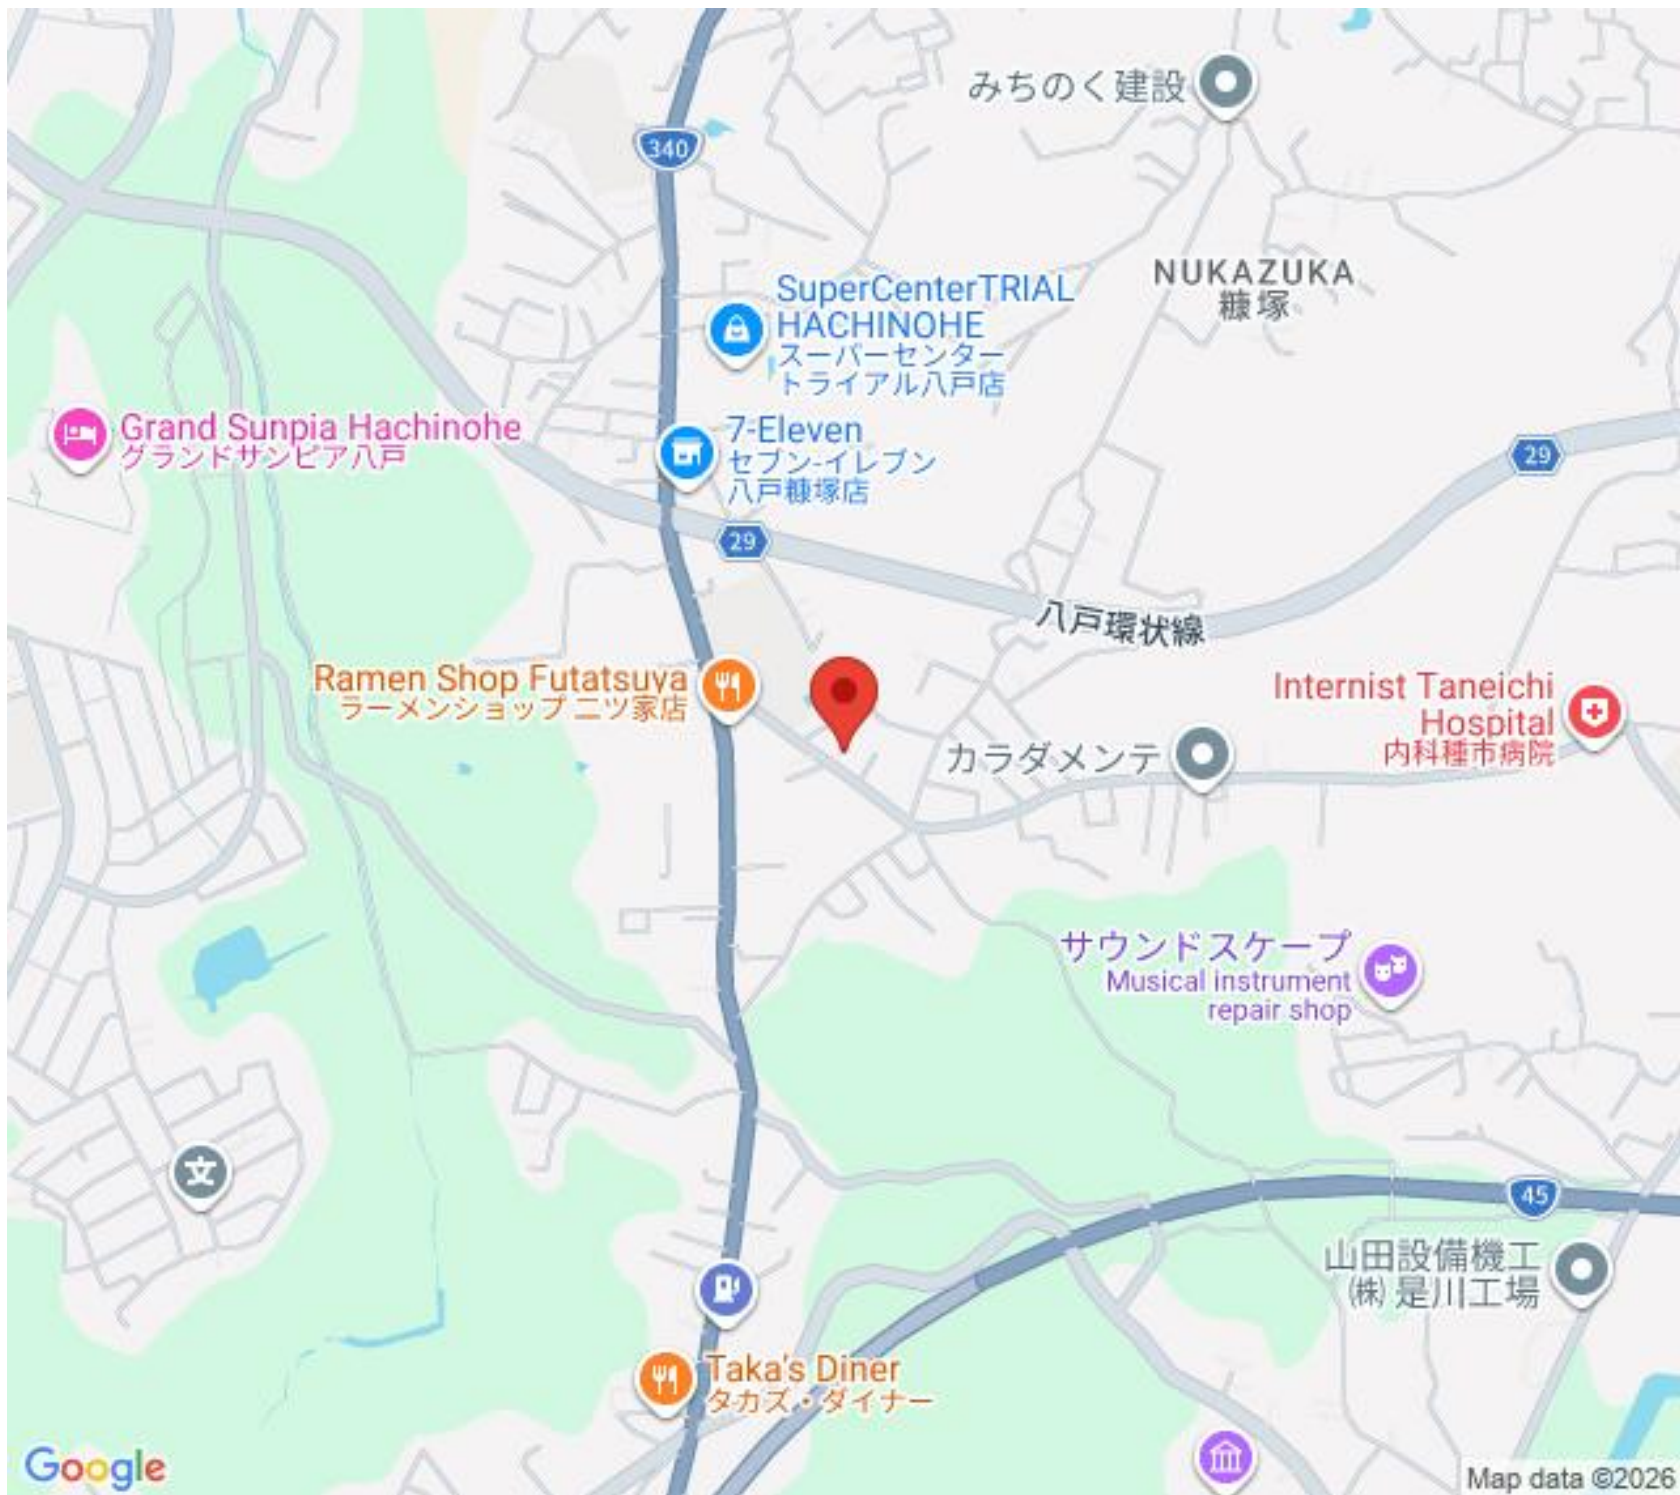 みちのく建設
340
NUKAZUKA
糠塚
SuperCenterTRIAL
HACHINOHE
スーパーセンター
トライアル八戸店
Grand Sunpia Hachinohe
グランドサンピア八戸
7-Eleven
セブン-イレブン
八戸糠塚店
29
29
八戸環状線
Ramen Shop Futatsuya
ラーメンショップ 二ツ家店
Internist Taneichi
Hospital
内科種市病院
カラダメンテ
サウンドスケープ
Musical instrument
repair shop
文
45
山田設備機工
㈱ 是川工場
Taka's Diner
タカズ・ダイナー
Google
Map data ©2026